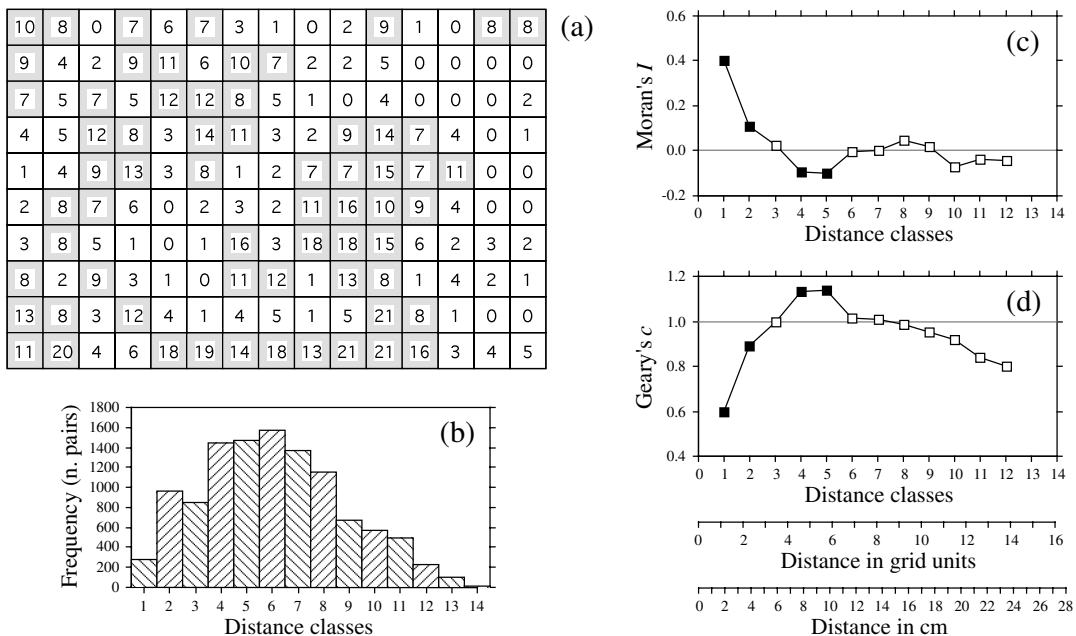 10 8 0 7 6 7 3 1 0 2 9 1 0 8 8
9 4 2 9 11 6 10 7 2 2 5 0 0 0 0
7 5 7 5 12 12 8 5 1 0 4 0 0 0 2
4 5 12 8 3 14 11 3 2 9 14 7 4 0 1
1 4 9 13 3 8 1 2 7 7 15 7 11 0 0
2 8 7 6 0 2 3 2 11 16 10 9 4 0 0
3 8 5 1 0 1 16 3 18 18 15 6 2 3 2
8 2 9 3 1 0 11 12 1 13 8 1 4 2 1
13 8 3 12 4 1 4 5 1 5 21 8 1 0 0
11 20 4 6 18 19 14 18 13 21 21 16 3 4 5
(a)
1800
1600
1400
1200
1000
800
600
400
200
0
Frequency (n. pairs)
(b)
1 2 3 4 5 6 7 8 9 10 11 12 13 14
Distance classes
0.6
0.4
0.2
0.0
-0.2
Moran's I
(c)
0 1 2 3 4 5 6 7 8 9 10 11 12 13 14
Distance classes
1.2
1.0
0.8
0.6
0.4
Geary's c
(d)
0 1 2 3 4 5 6 7 8 9 10 11 12 13 14
Distance classes
0 2 4 6 8 10 12 14 16
Distance in grid units
0 2 4 6 8 10 12 14 16 18 20 22 24 26 28
Distance in cm